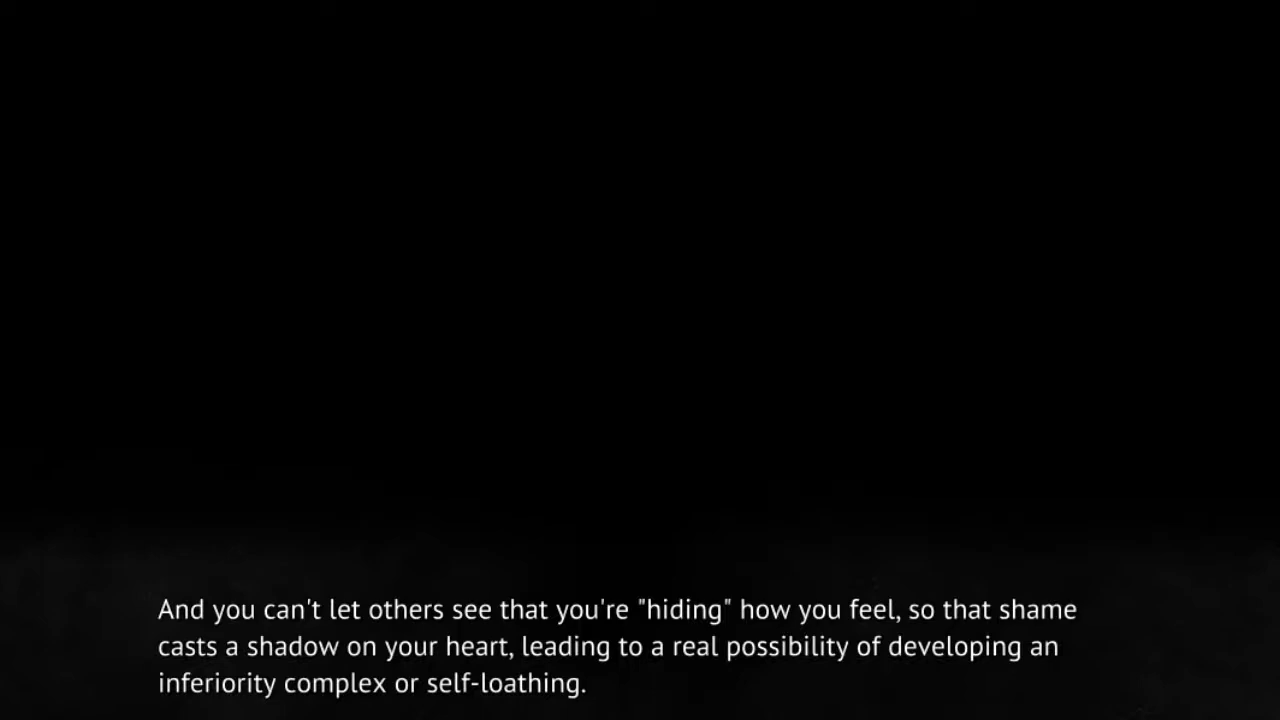 And you can't let others see that you're "hiding" how you feel, so that shame
casts a shadow on your heart, leading to a real possibility of developing an
inferiority complex or self-loathing.